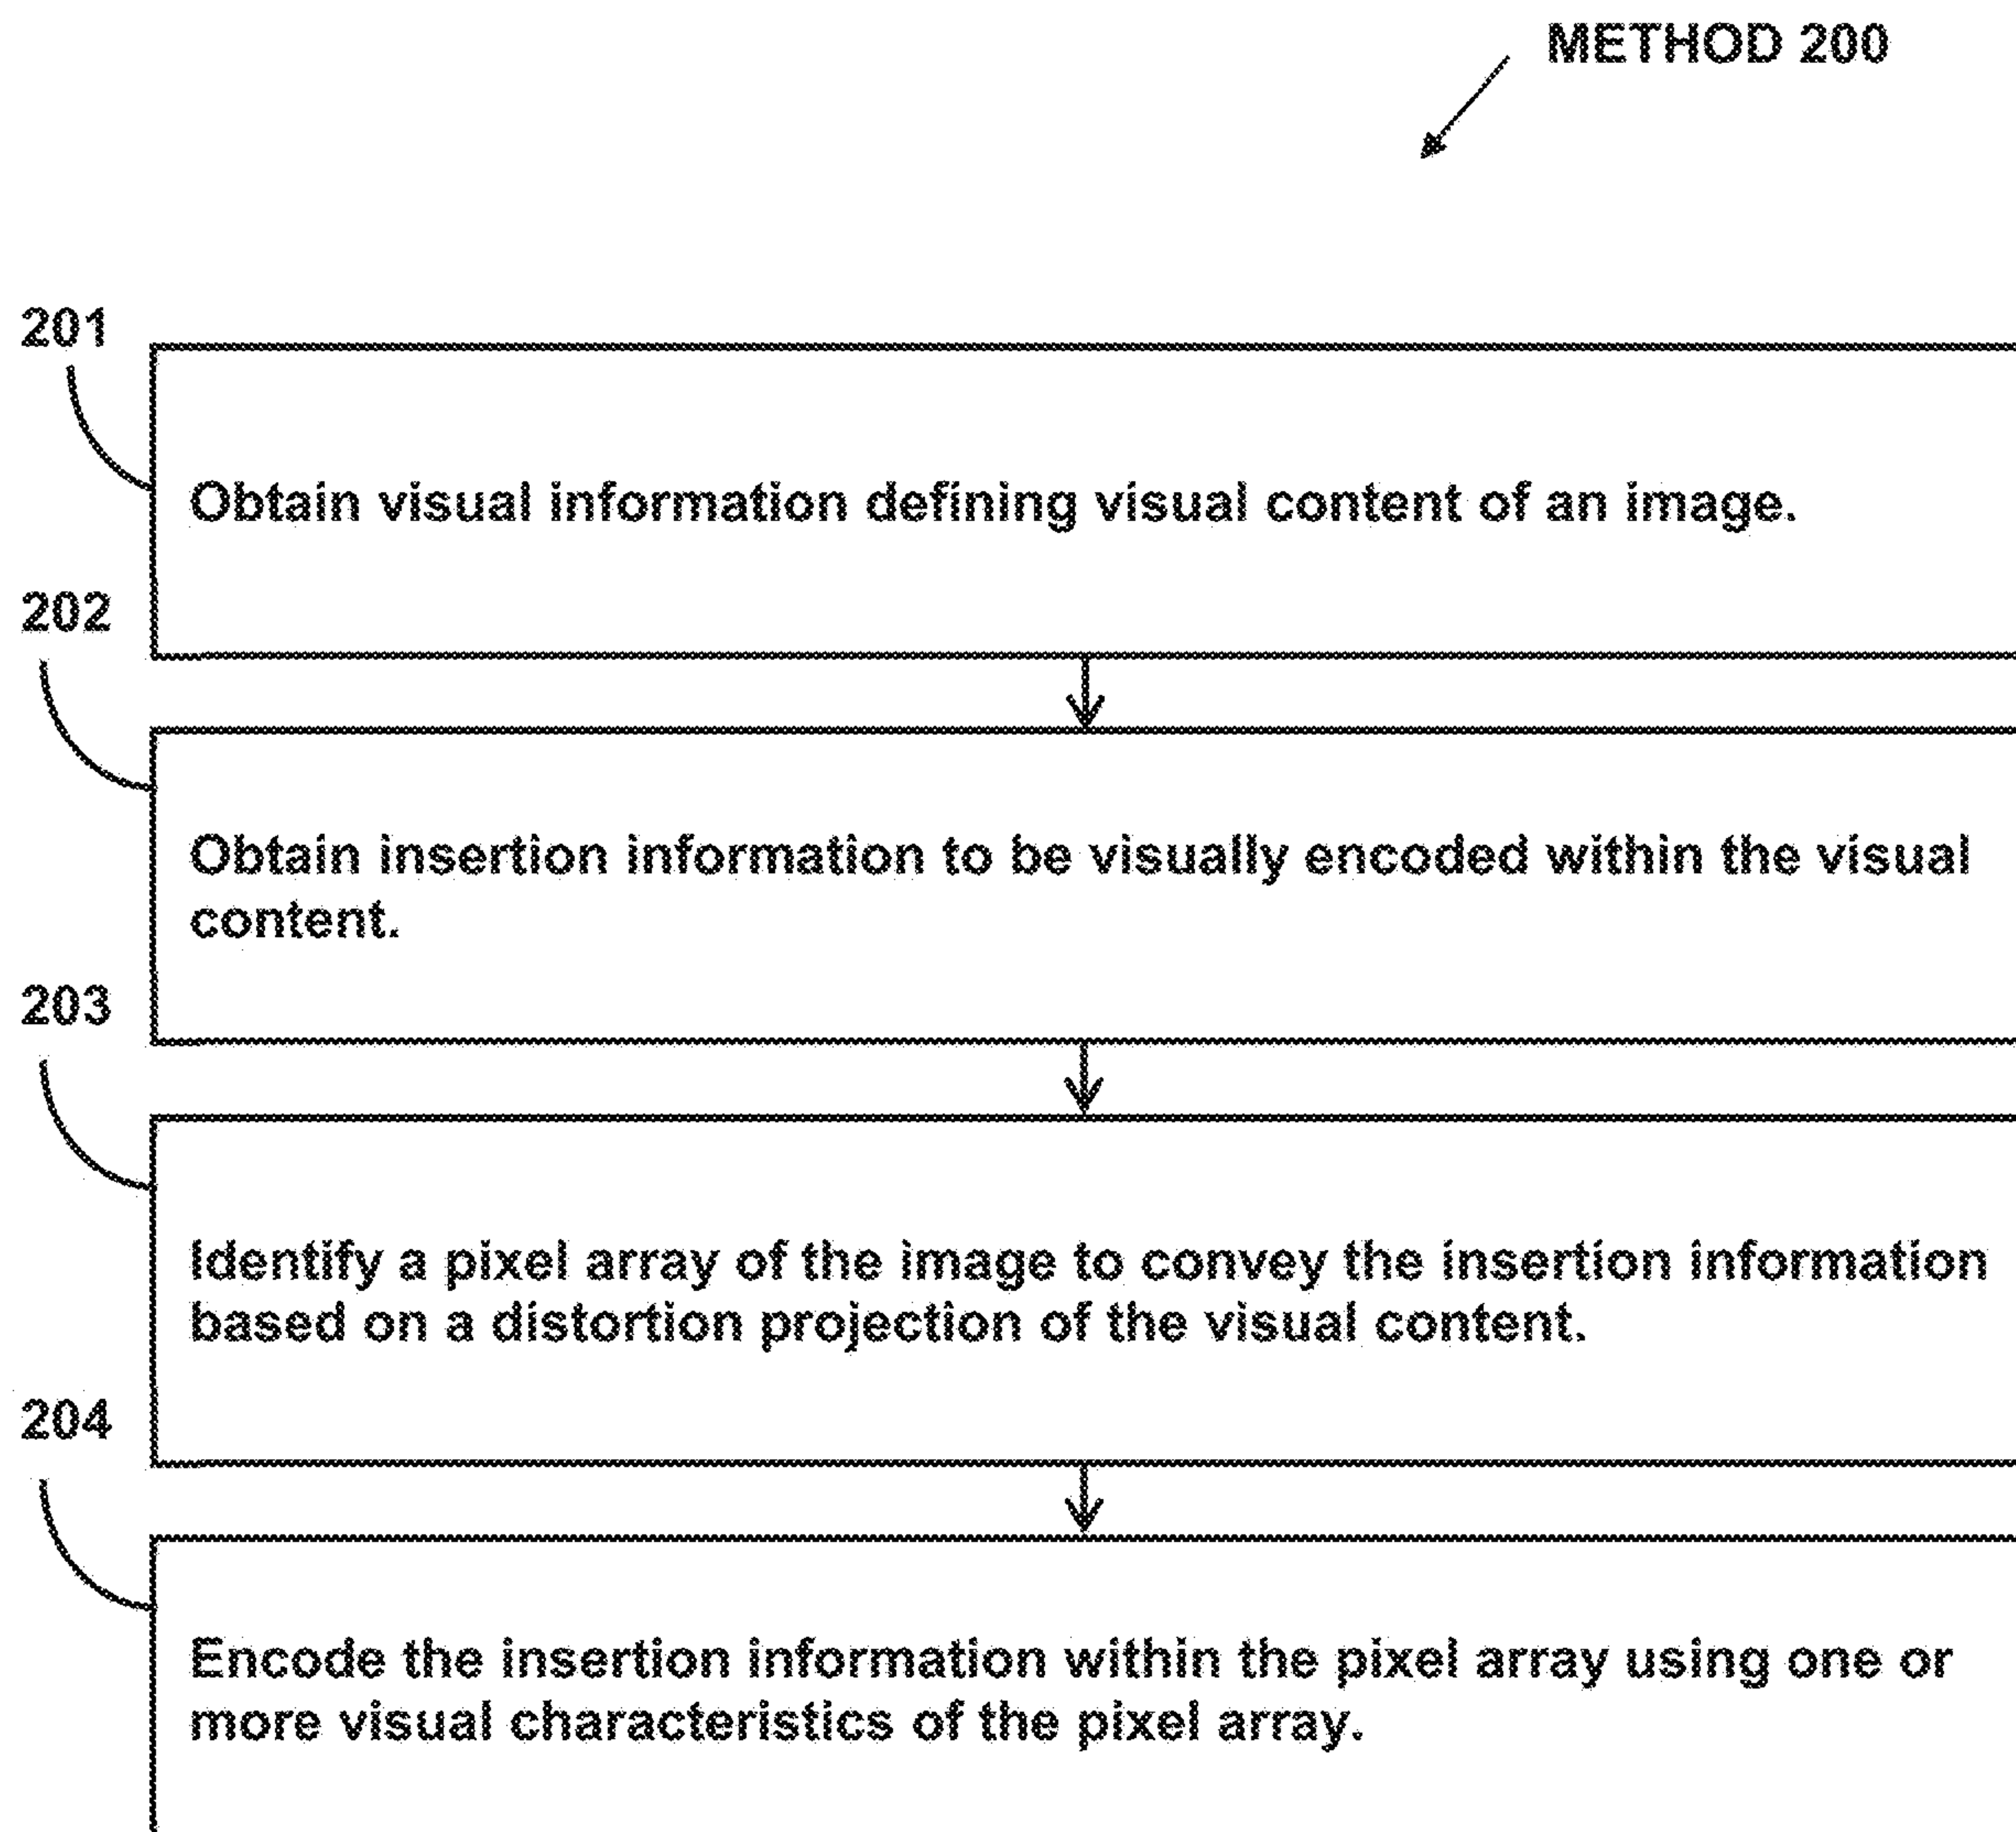 METHOD 200
201
Obtain visual information defining visual content of an image.
202
Obtain insertion information to be visually encoded within the visual
content.
203
Identify a pixel array of the image to convey the insertion information
based on a distortion projection of the visual content.
204
Encode the insertion information within the pixel array using one or
more visual characteristics of the pixel array.